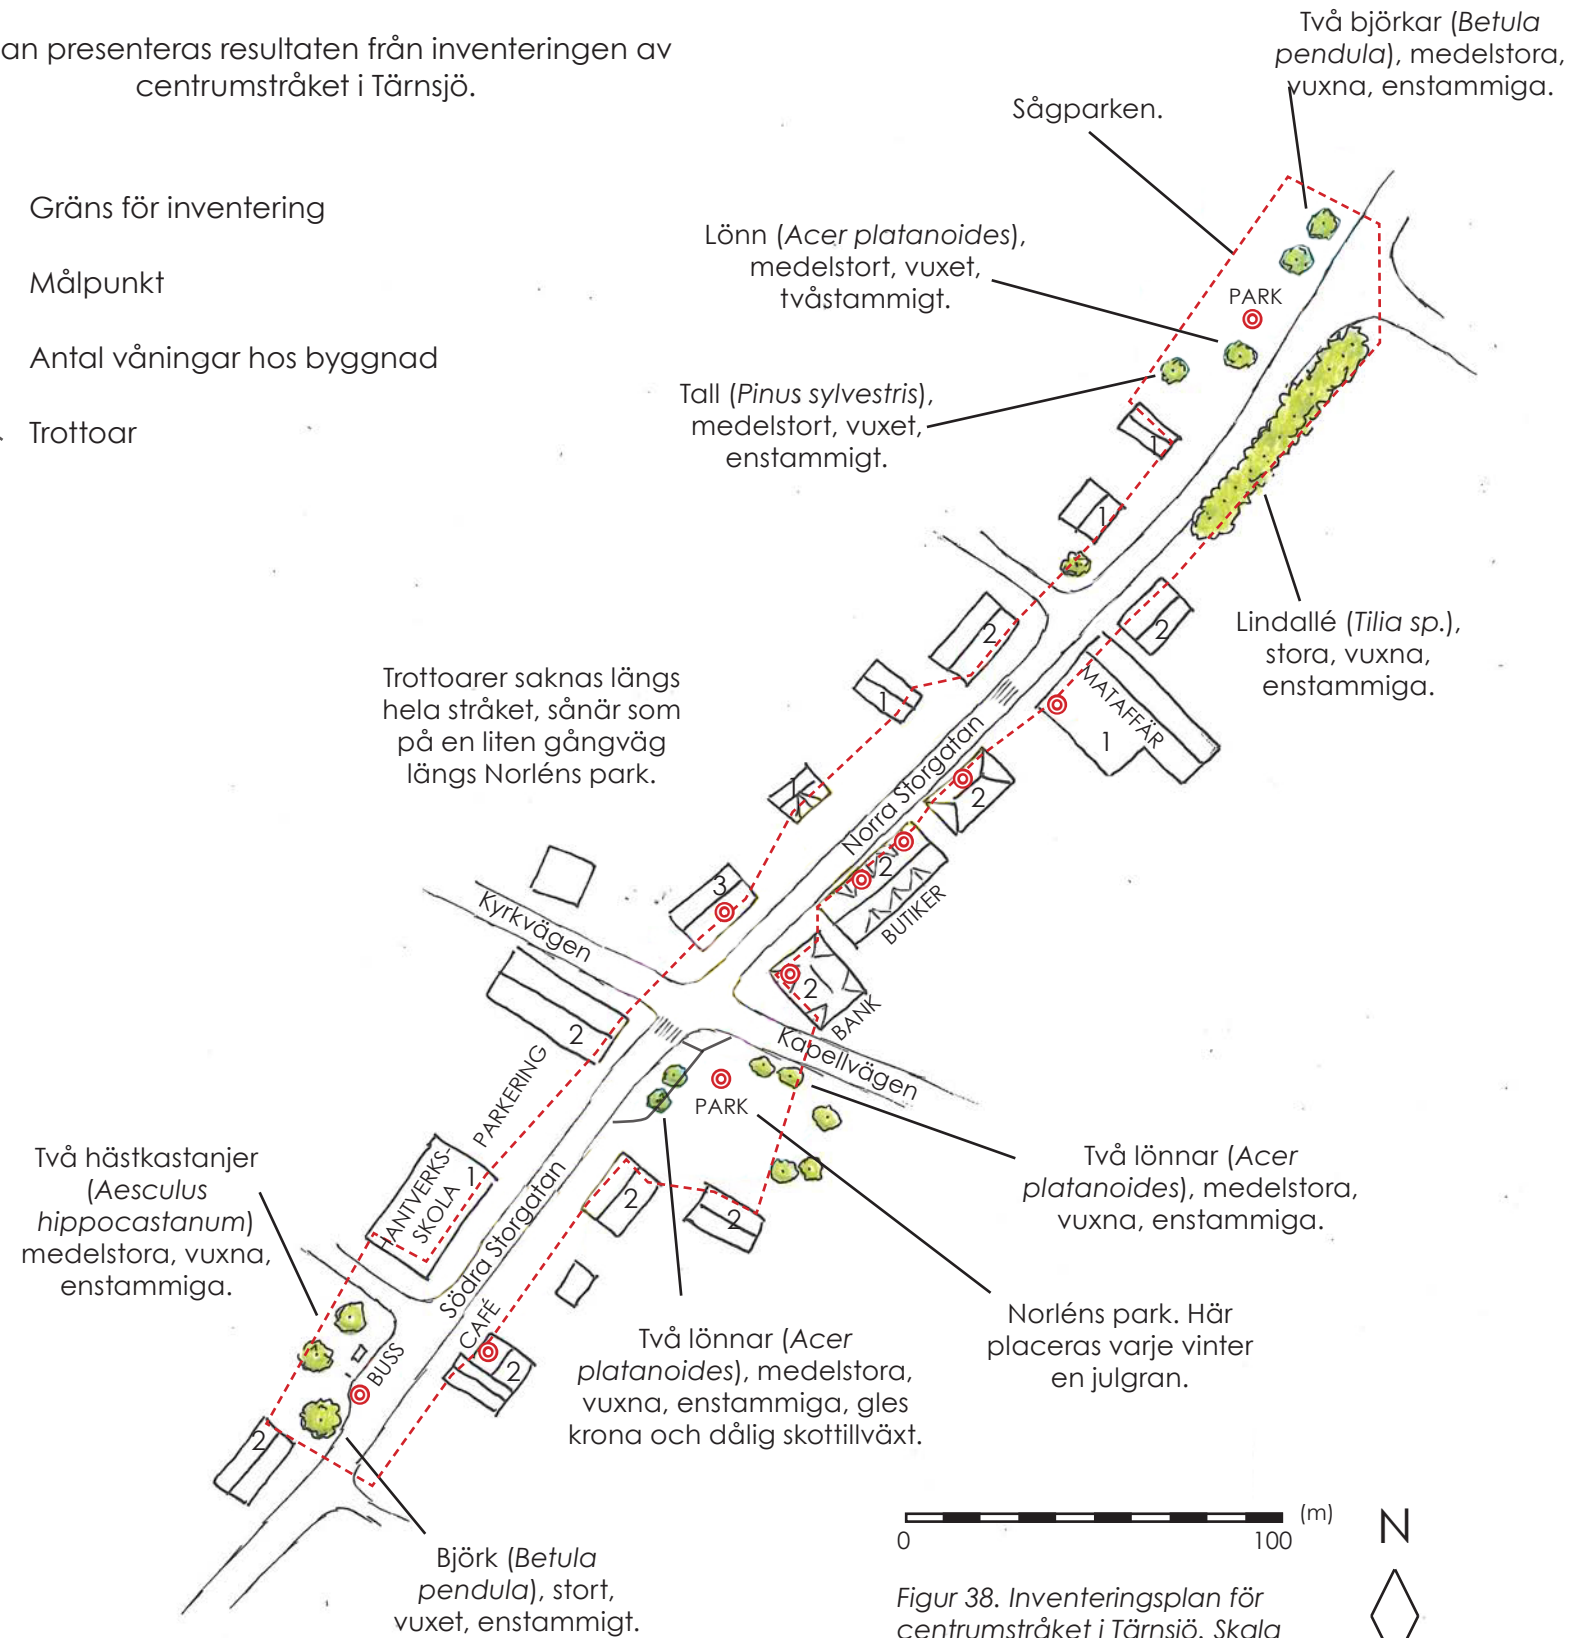 an presenteras resultaten från inventeringen av
centrumstråket i Tärnsjö.
Gräns för inventering
Målpunkt
Antal våningar hos byggnad
Trottoar
Två björkar (Betula
pendula), medelstora,
vuxna, enstammiga.
Sågparken.
Lönn (Acer platanoides),
medelstort, vuxet,
tvåstammigt.
PARK
Tall (Pinus sylvestris),
medelstort, vuxet,
enstammigt.
1
1
2
2
Lindallé (Tilia sp.),
stora, vuxna,
enstammiga.
Trottoarer saknas längs
hela stråket, sånär som
på en liten gångväg
längs Norléns park.
1
MATAFFÄR
1
Norra Storgatan
1
2
2
BUTIKER
3
Kyrkvägen
2
BANK
2
Kapellvägen
PARKERING
PARK
HANTVERKS-
SKOLA
1
Södra Storgatan
2
2
Två hästkastanjer
(Aesculus
hippocastanum)
medelstora, vuxna,
enstammiga.
Två lönnar (Acer
platanoides), medelstora,
vuxna, enstammiga.
CAFÉ
2
BUSS
2
Två lönnar (Acer
platanoides), medelstora,
vuxna, enstammiga, gles
krona och dålig skottillväxt.
Norléns park. Här
placeras varje vinter
en julgran.
Björk (Betula
pendula), stort,
vuxet, enstammigt.
(m)
0 100
N
Figur 38. Inventeringsplan för
centrumstråket i Tärnsjö. Skala